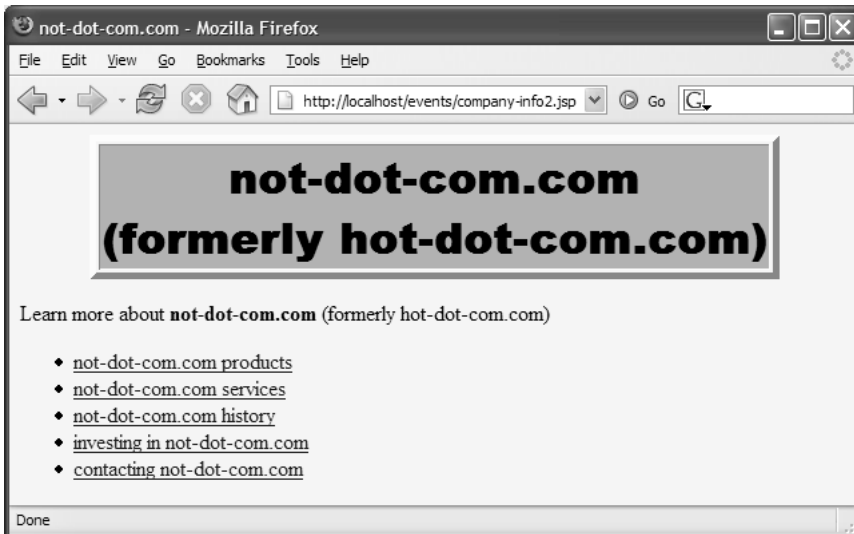 not-dot-com.com - Mozilla Firefox
File Edit View Go Bookmarks Tools Help
http://localhost/events/company-info2.jsp Go G
not-dot-com.com
(formerly hot-dot-com.com)
Learn more about not-dot-com.com (formerly hot-dot-com.com)
not-dot-com.com products
not-dot-com.com services
not-dot-com.com history
investing in not-dot-com.com
contacting not-dot-com.com
Done